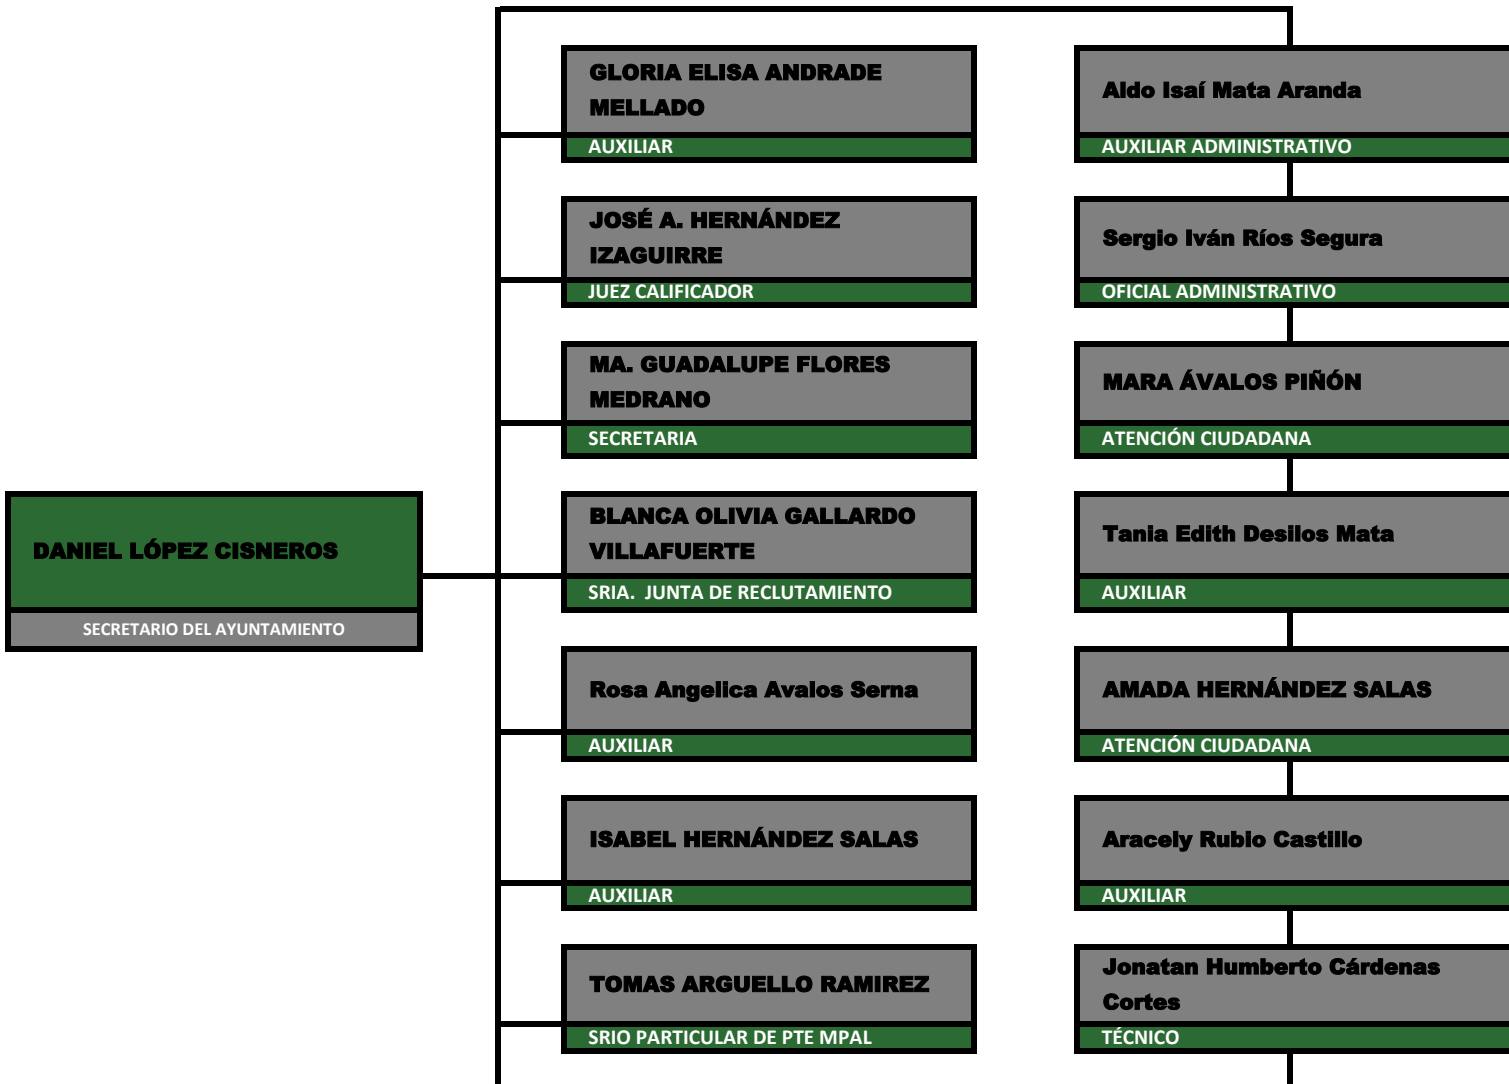 DANIEL LÓPEZ CISNEROS
SECRETARIO DEL AYUNTAMIENTO
GLORIA ELISA ANDRADE
MELLADO
AUXILIAR
JOSÉ A. HERNÁNDEZ
IZAGUIRRE
JUEZ CALIFICADOR
MA. GUADALUPE FLORES
MEDRANO
SECRETARIA
BLANCA OLIVIA GALLARDO
VILLAFUERTE
SRIA.  JUNTA DE RECLUTAMIENTO
Rosa Angelica Avalos Serna
AUXILIAR
ISABEL HERNÁNDEZ SALAS
AUXILIAR
TOMAS ARGUELLO RAMIREZ
SRIO PARTICULAR DE PTE MPAL
Aldo Isaí Mata Aranda
AUXILIAR ADMINISTRATIVO
Sergio Iván Ríos Segura
OFICIAL ADMINISTRATIVO
MARA ÁVALOS PIÑÓN
ATENCIÓN CIUDADANA
Tania Edith Desilos Mata
AUXILIAR
AMADA HERNÁNDEZ SALAS
ATENCIÓN CIUDADANA
Aracely Rubio Castillo
AUXILIAR
Jonatan Humberto Cárdenas
Cortes
TÉCNICO